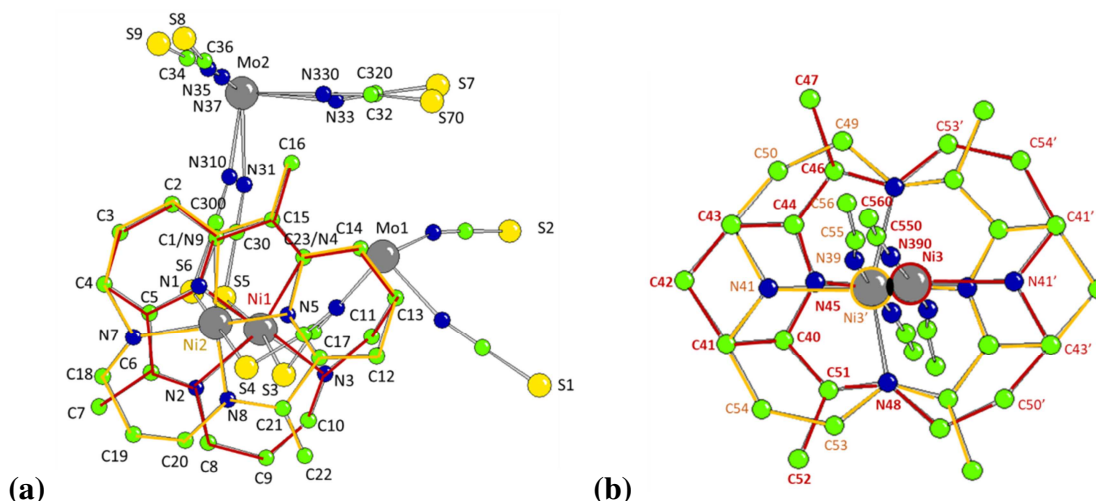 S8
S9
C36
Mo2
C34
N35
N37
N330
C320
S7
N33
C32
S70
C16
N310
N31
C2
C300
C15
C3
C1/N9
C30
C23/N4
C14
Mo1
S2
S6
C4
N1
S5
C5
Ni1
N5
C11
C13
N7
Ni2
C17
C6
S4
S3
C12
C18
N3
S1
C7
N2
N8
C21
C10
C19
C20
C8
C9
C22
(a)
C47
C49
C53'
C54'
C50
C46
C56
C560
C43
C44
C55
C550
C41'
N39
N390
C42
Ni3
N41
N45
N41'
Ni3'
C41
C40
C43'
C51
N48
C50'
C54
C53
C52
(b)